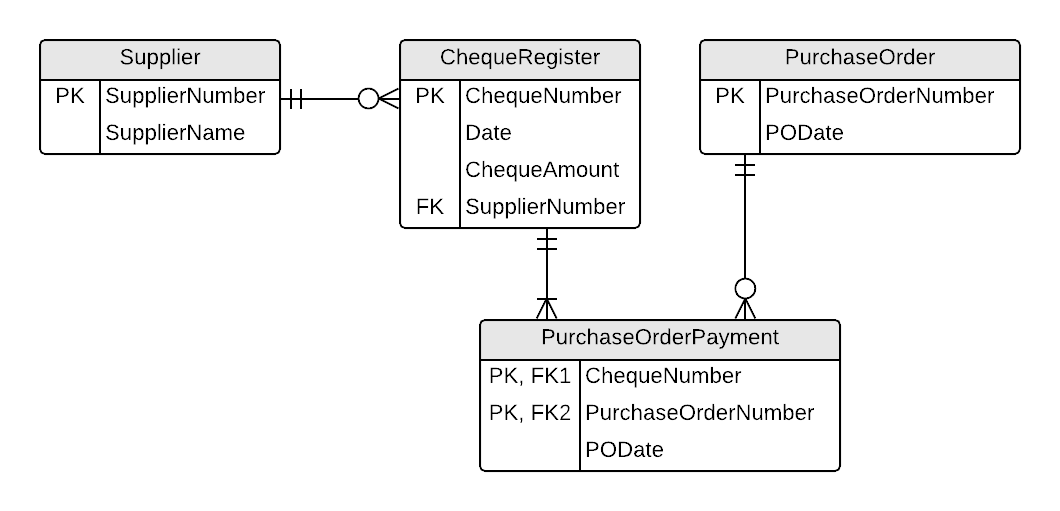 Supplier
PK SupplierNumber
SupplierName
ChequeRegister
PK ChequeNumber
Date
ChequeAmount
FK SupplierNumber
PurchaseOrder
PK PurchaseOrderNumber
PODate
PurchaseOrderPayment
PK, FK1 ChequeNumber
PK, FK2 PurchaseOrderNumber
PODate